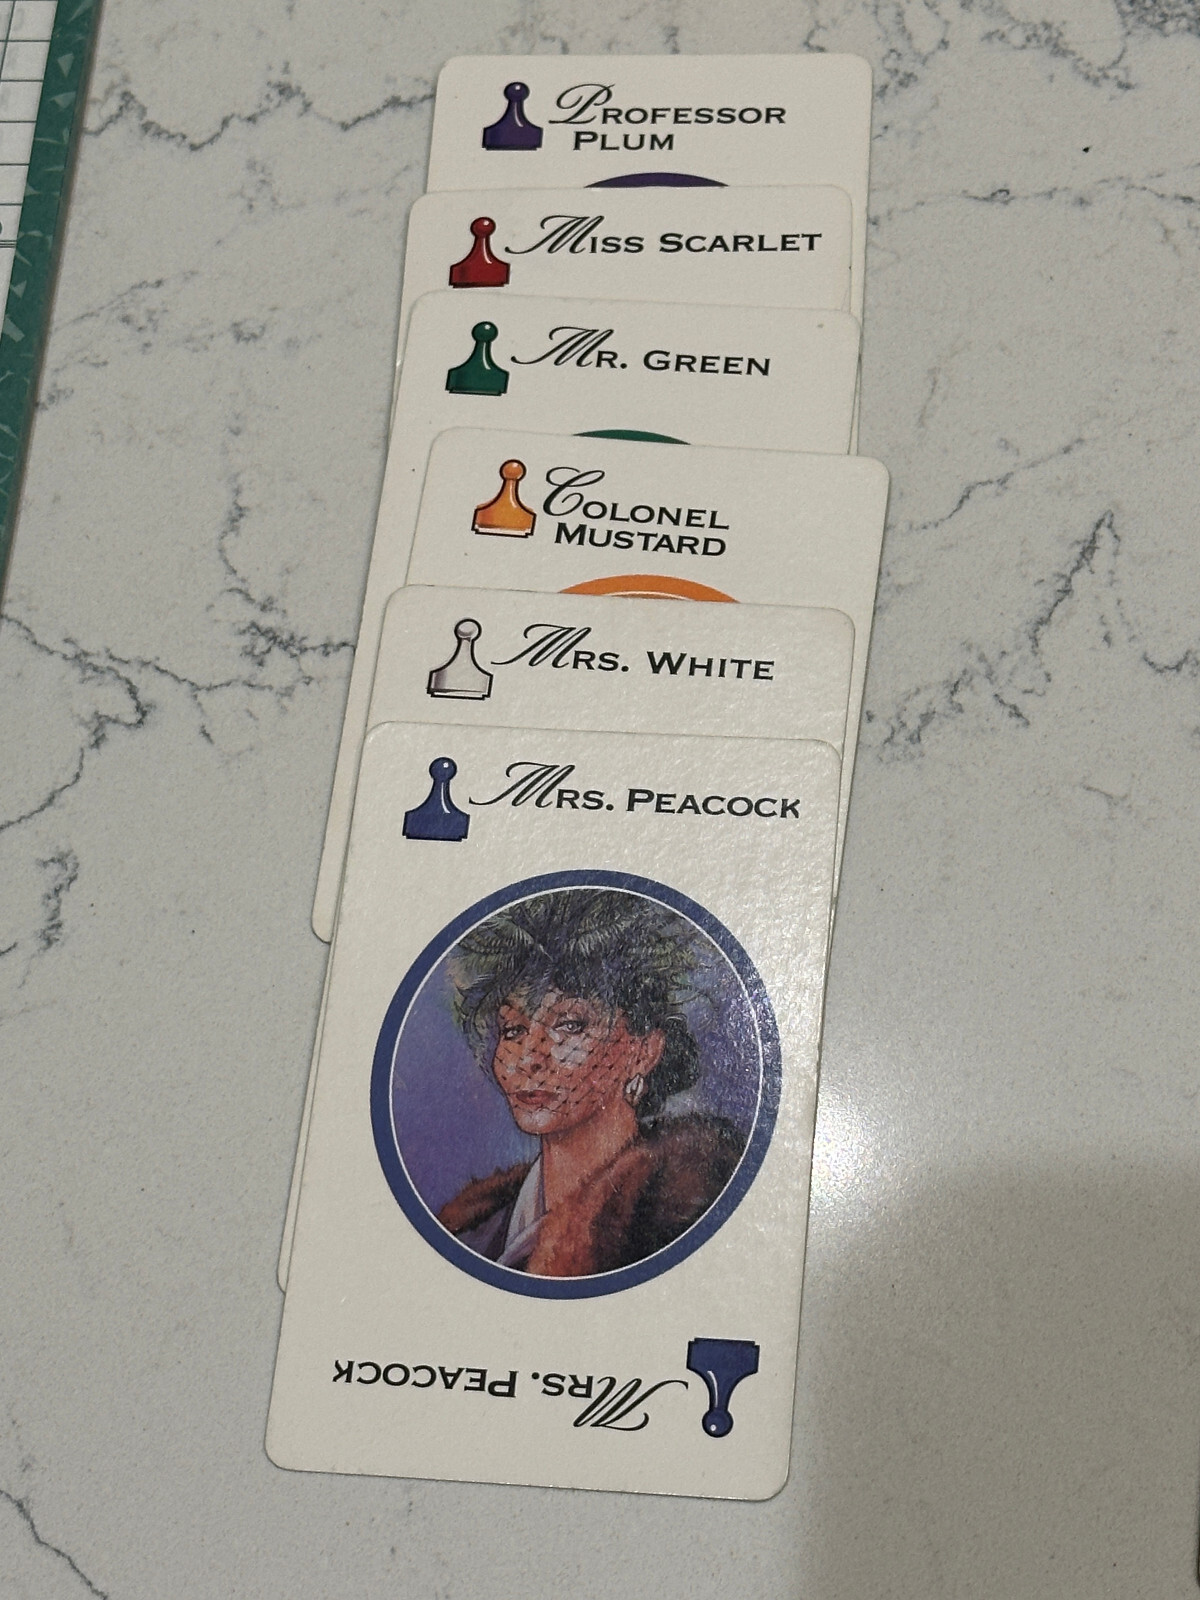 Professor
Plum
Miss Scarlet
Mr. Green
Colonel
Mustard
Mrs. White
Mrs. Peacock
Mrs. Peacock